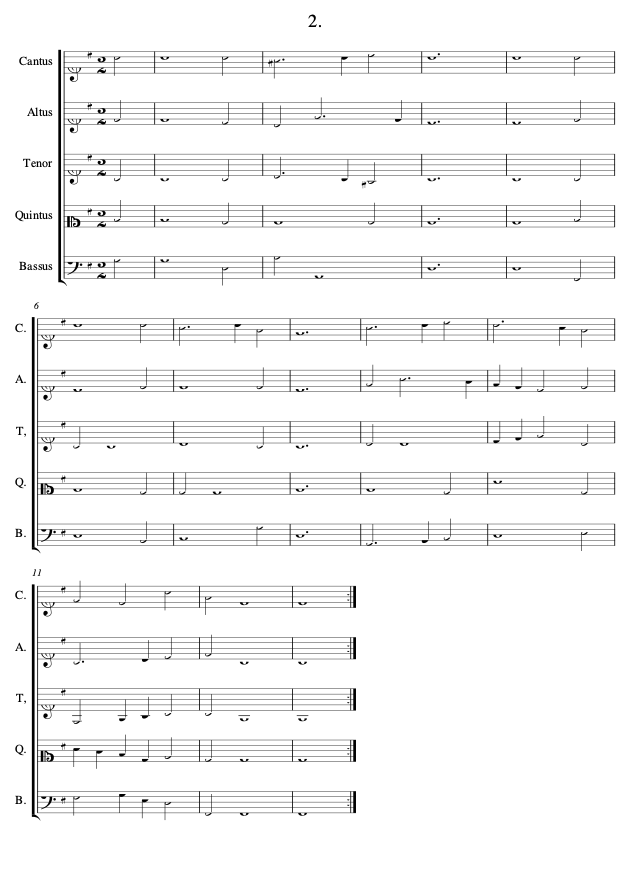 2.
Cantus
Altus
Tenor
Quintus
Bassus
6
C.
A.
T,
Q.
B.
11
C.
A.
T,
Q.
B.